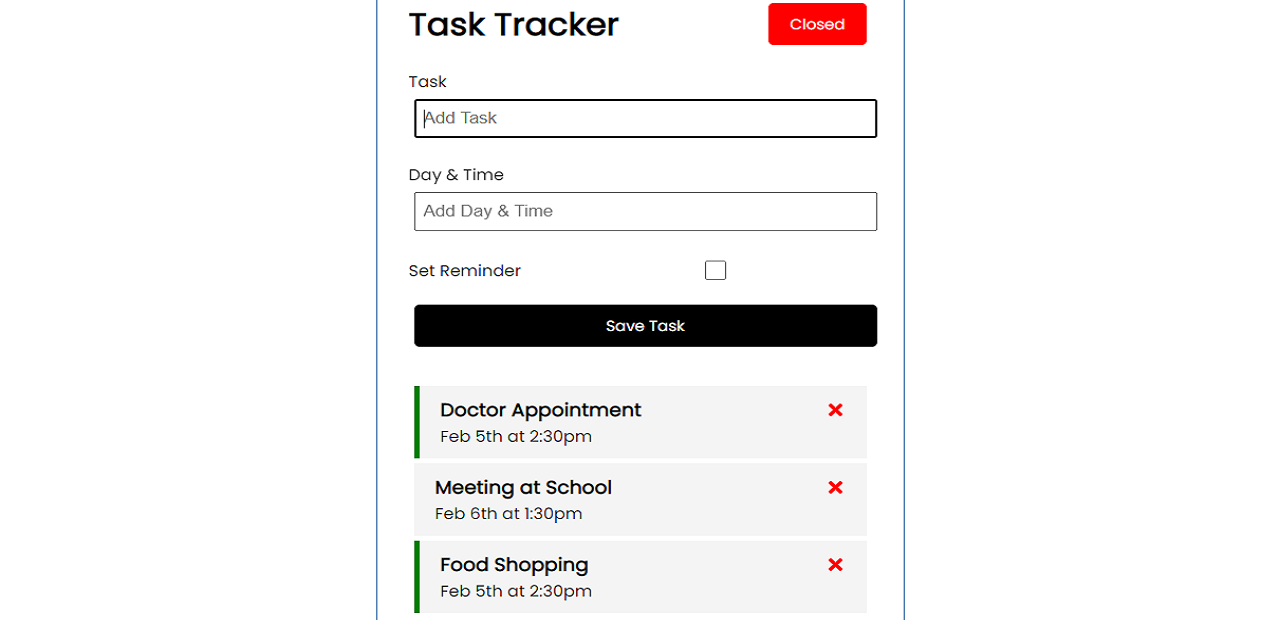 Task Tracker
Closed
Task
Add Task
Day & Time
Add Day & Time
Set Reminder
Save Task
Doctor Appointment
Feb 5th at 2:30pm
Meeting at School
Feb 6th at 1:30pm
Food Shopping
Feb 5th at 2:30pm